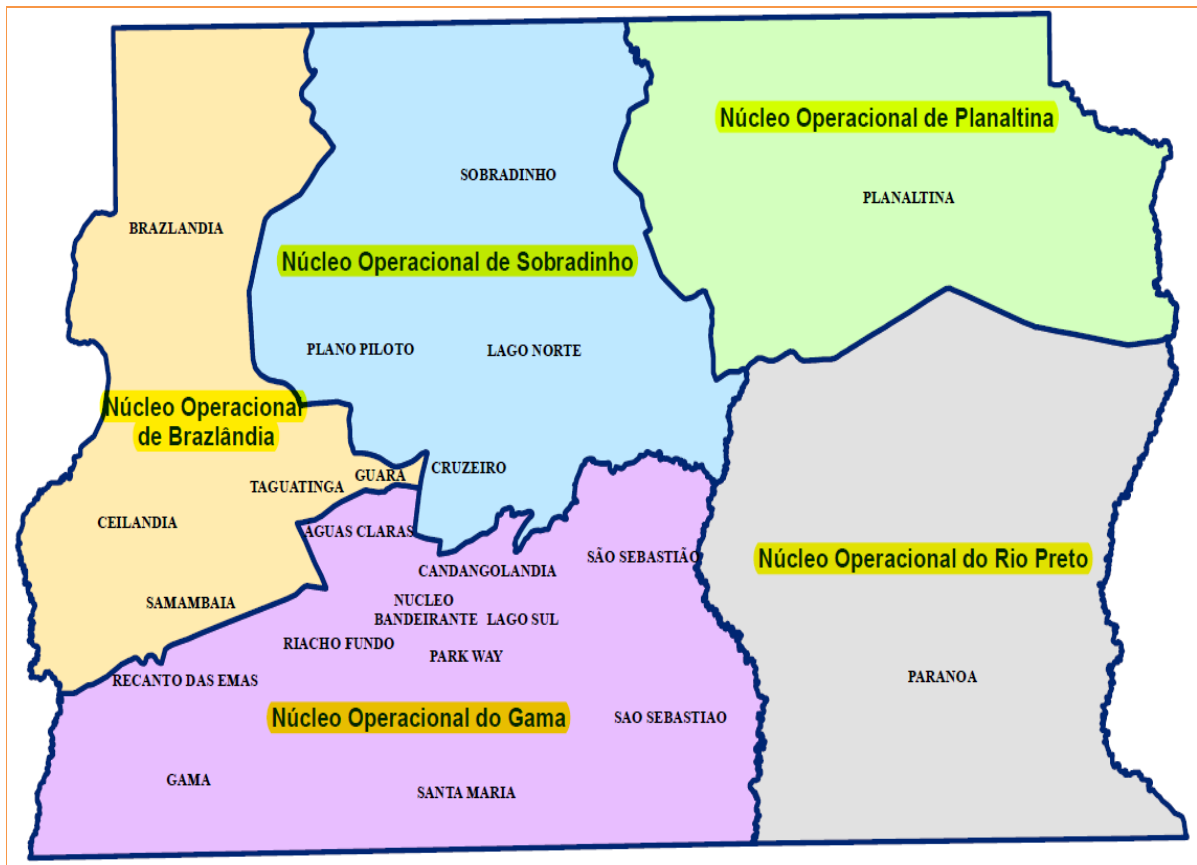 Núcleo Operacional de Planaltina
SOBRADINHO
PLANALTINA
BRAZLANDIA
Núcleo Operacional de Sobradinho
PLANO PILOTO
LAGO NORTE
Núcleo Operacional
de Brazlândia
CRUZEIRO
GUARA
TAGUATINGA
CEILANDIA
AGUAS CLARAS
SÃO SEBASTIÃO
Núcleo Operacional do Rio Preto
CANDANGOLANDIA
SAMAMBAIA
NUCLEO
BANDEIRANTE
LAGO SUL
RIACHO FUNDO
PARK WAY
RECANTO DAS EMAS
PARANOA
Núcleo Operacional do Gama
SAO SEBASTIAO
GAMA
SANTA MARIA